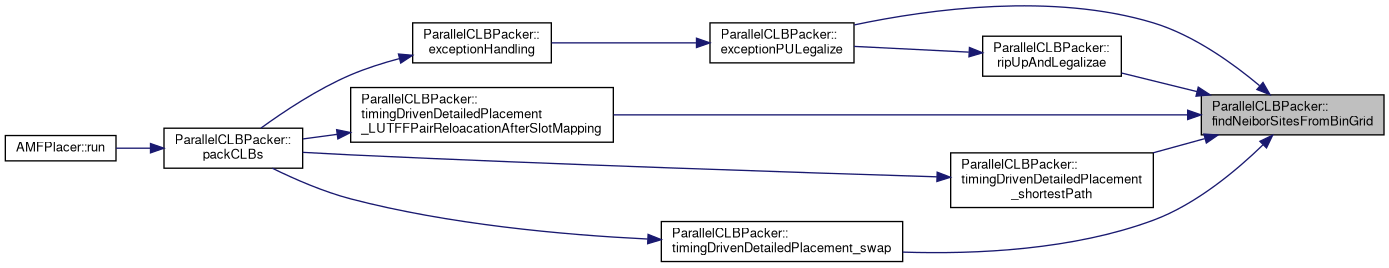 AMFPlacer::run
ParallelCLBPacker::
packCLBs
ParallelCLBPacker::
exceptionHandling
ParallelCLBPacker::
timingDrivenDetailedPlacement
_LUTFFPairReloacationAfterSlotMapping
ParallelCLBPacker::
timingDrivenDetailedPlacement_swap
ParallelCLBPacker::
exceptionPULegalize
ParallelCLBPacker::
ripUpAndLegalizae
ParallelCLBPacker::
timingDrivenDetailedPlacement
_shortestPath
ParallelCLBPacker::
findNeiborSitesFromBinGrid